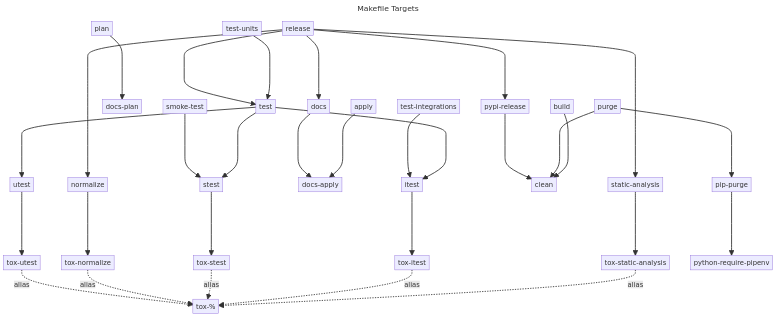 Makefile Targets
plan
test-units
release
docs-plan
smoke-test
test
docs
apply
test-integrations
pypi-release
build
purge
utest
normalize
stest
docs-apply
itest
clean
static-analysis
pip-purge
tox-utest
tox-normalize
tox-stest
tox-itest
tox-static-analysis
python-require-pipenv
alias
alias
alias
alias
alias
tox-%